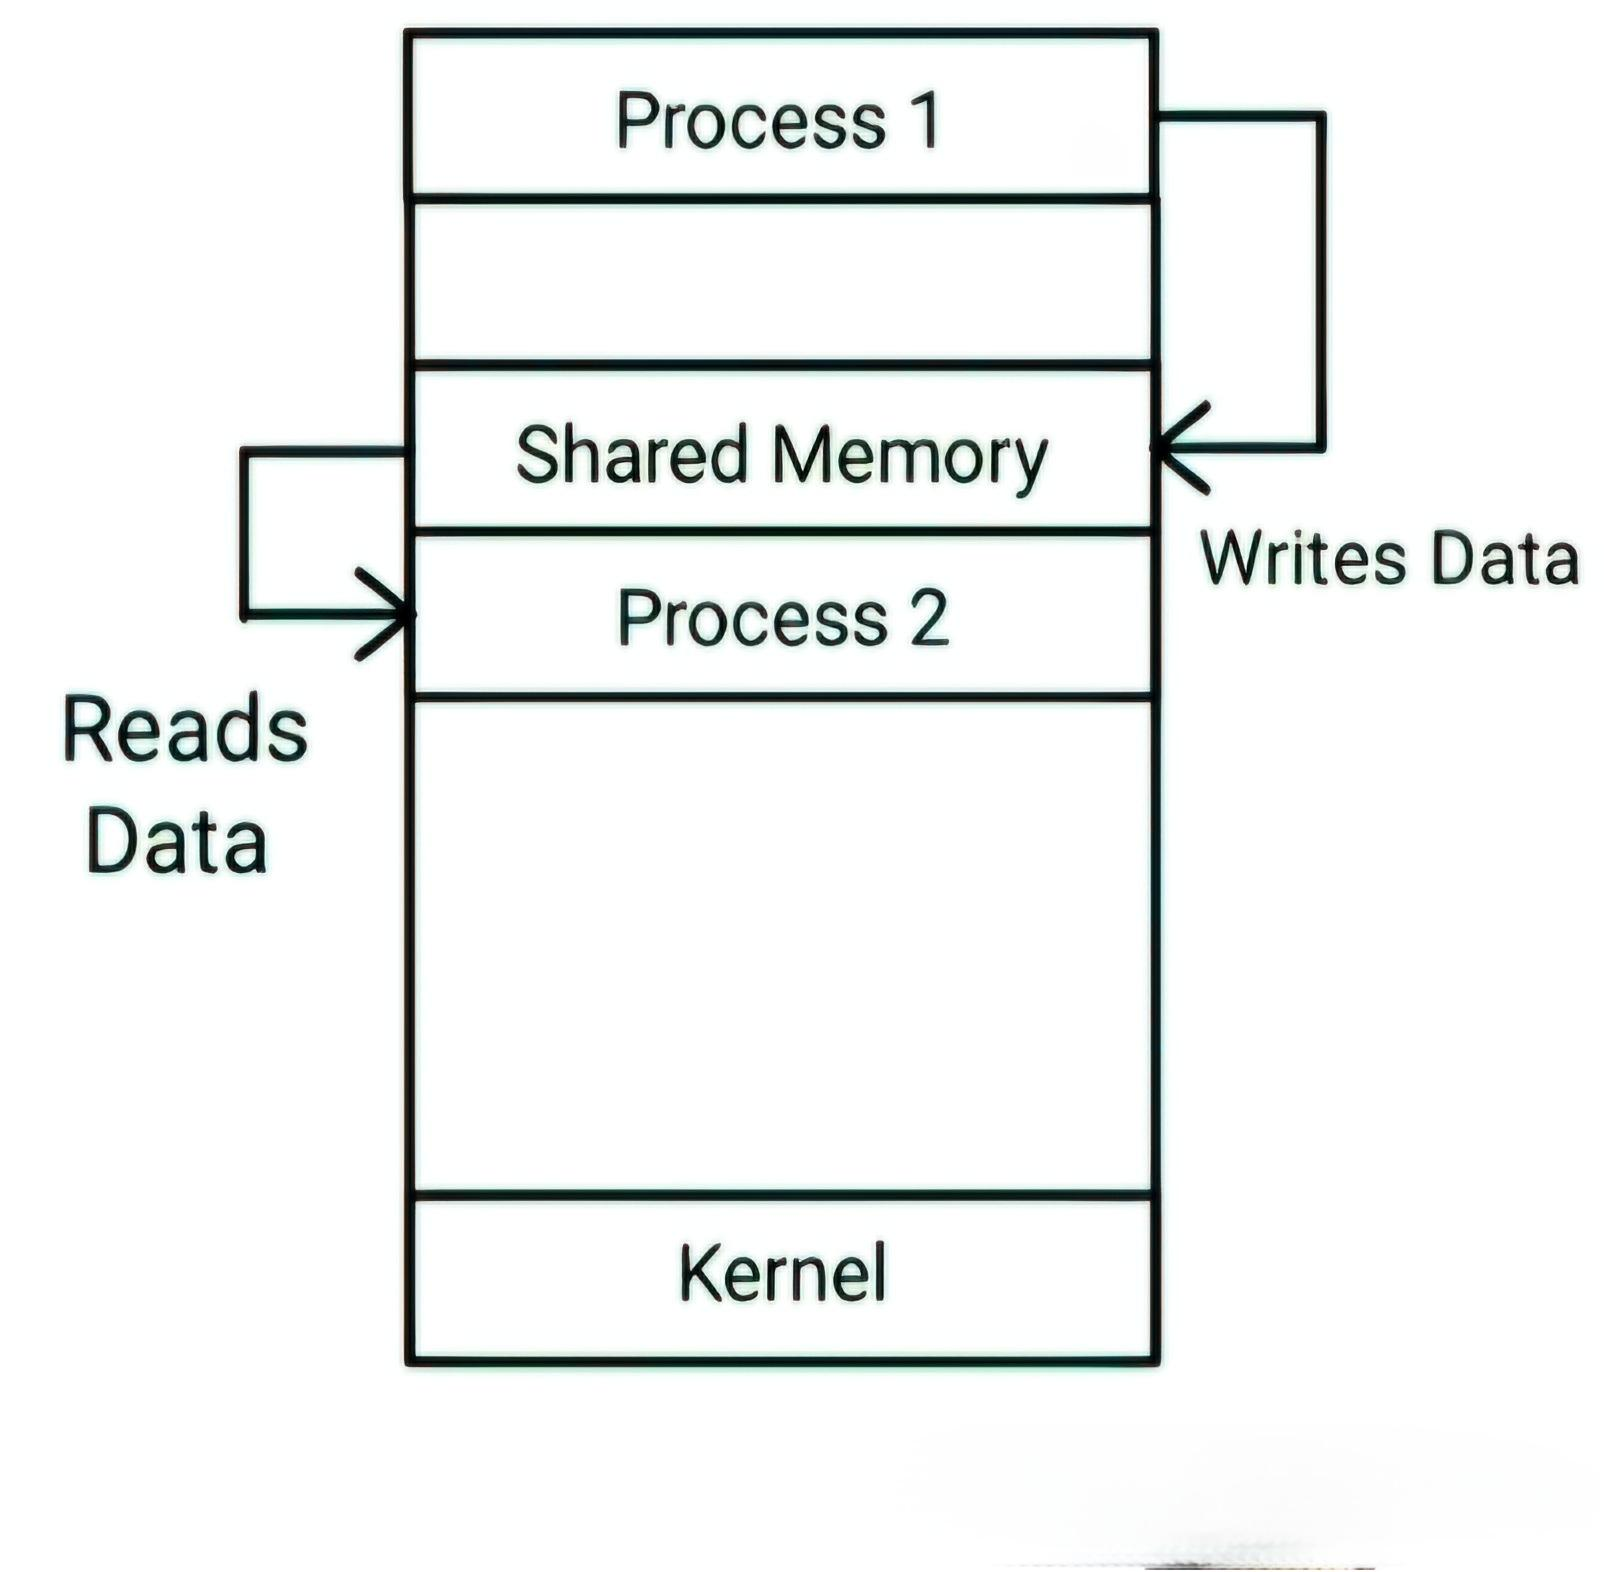 Process 1
Shared Memory
Writes Data
Process 2
Reads
Data
Kernel